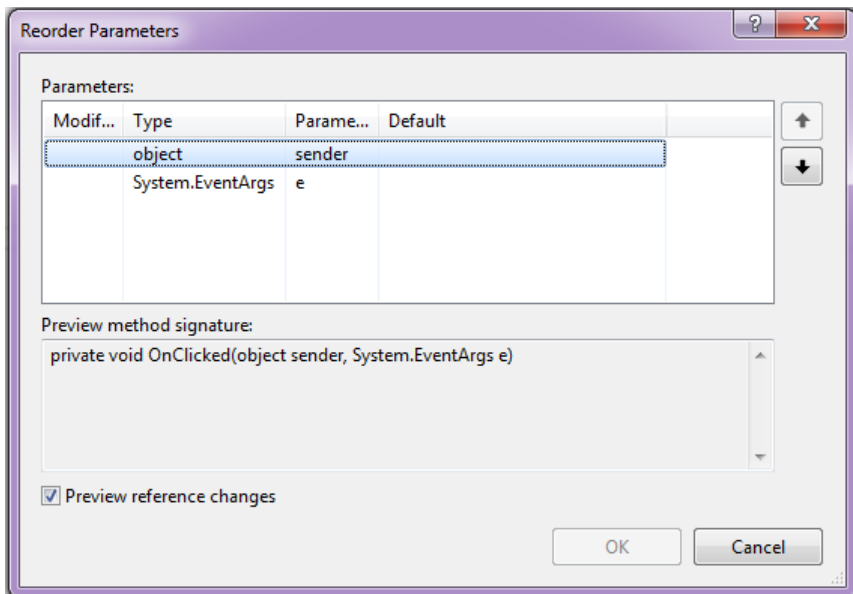 Reorder Parameters
?
Parameters:
Modif... Type Parame... Default
object sender
System.EventArgs e
Preview method signature:
private void OnClicked(object sender, System.EventArgs e)
Preview reference changes
OK Cancel